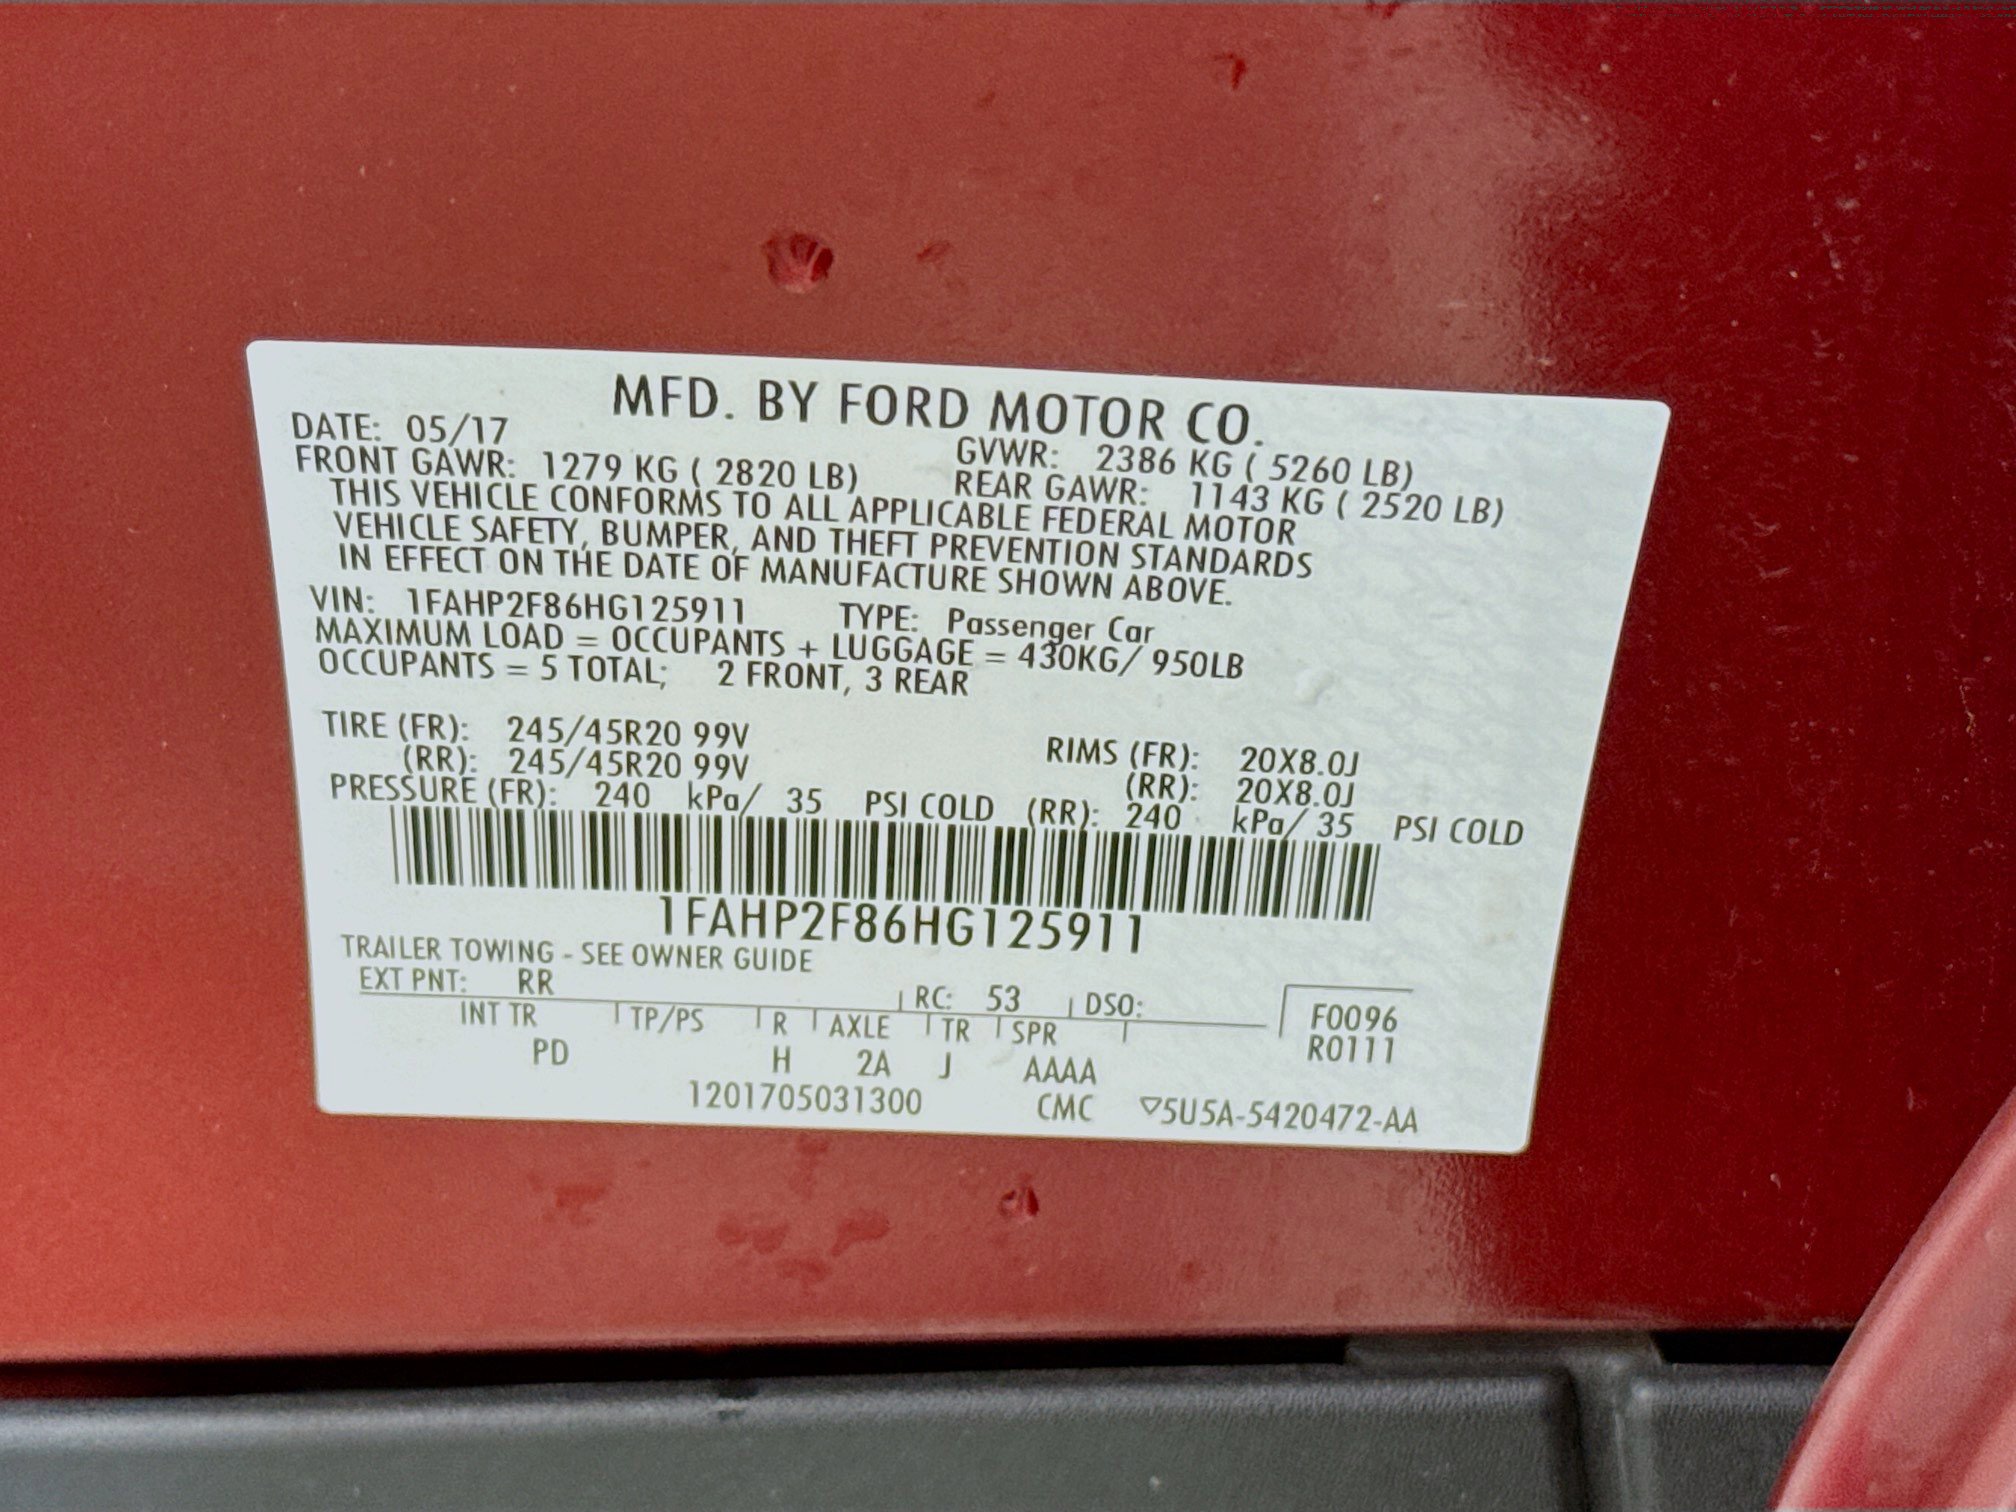 MFD. BY FORD MOTOR CO.
DATE: 05/17 GVWR: 2386 KG ( 5260 LB)
FRONT GAWR: 1279 KG ( 2820 LB) REAR GAWR: 1143 KG ( 2520 LB)
THIS VEHICLE CONFORMS TO ALL APPLICABLE FEDERAL MOTOR
VEHICLE SAFETY, BUMPER, AND THEFT PREVENTION STANDARDS
IN EFFECT ON THE DATE OF MANUFACTURE SHOWN ABOVE.
VIN: 1FAHP2F86HG125911 TYPE: Passenger Car
MAXIMUM LOAD = OCCUPANTS + LUGGAGE = 430KG/ 950LB
OCCUPANTS = 5 TOTAL; 2 FRONT, 3 REAR
TIRE (FR): 245/45R20 99V RIMS (FR): 20X8.0J
(RR): 245/45R20 99V (RR): 20X8.0J
PRESSURE (FR): 240 kPa/ 35 PSI COLD (RR): 240 kPa/ 35 PSI COLD
1FAHP2F86HG125911
TRAILER TOWING - SEE OWNER GUIDE
EXT PNT: RR RC: 53 DSO:
INT TR TP/PS R AXLE TR SPR F0096
PD H 2A J AAAA R0111
1201705031300 CMC ▽5U5A-5420472-AA